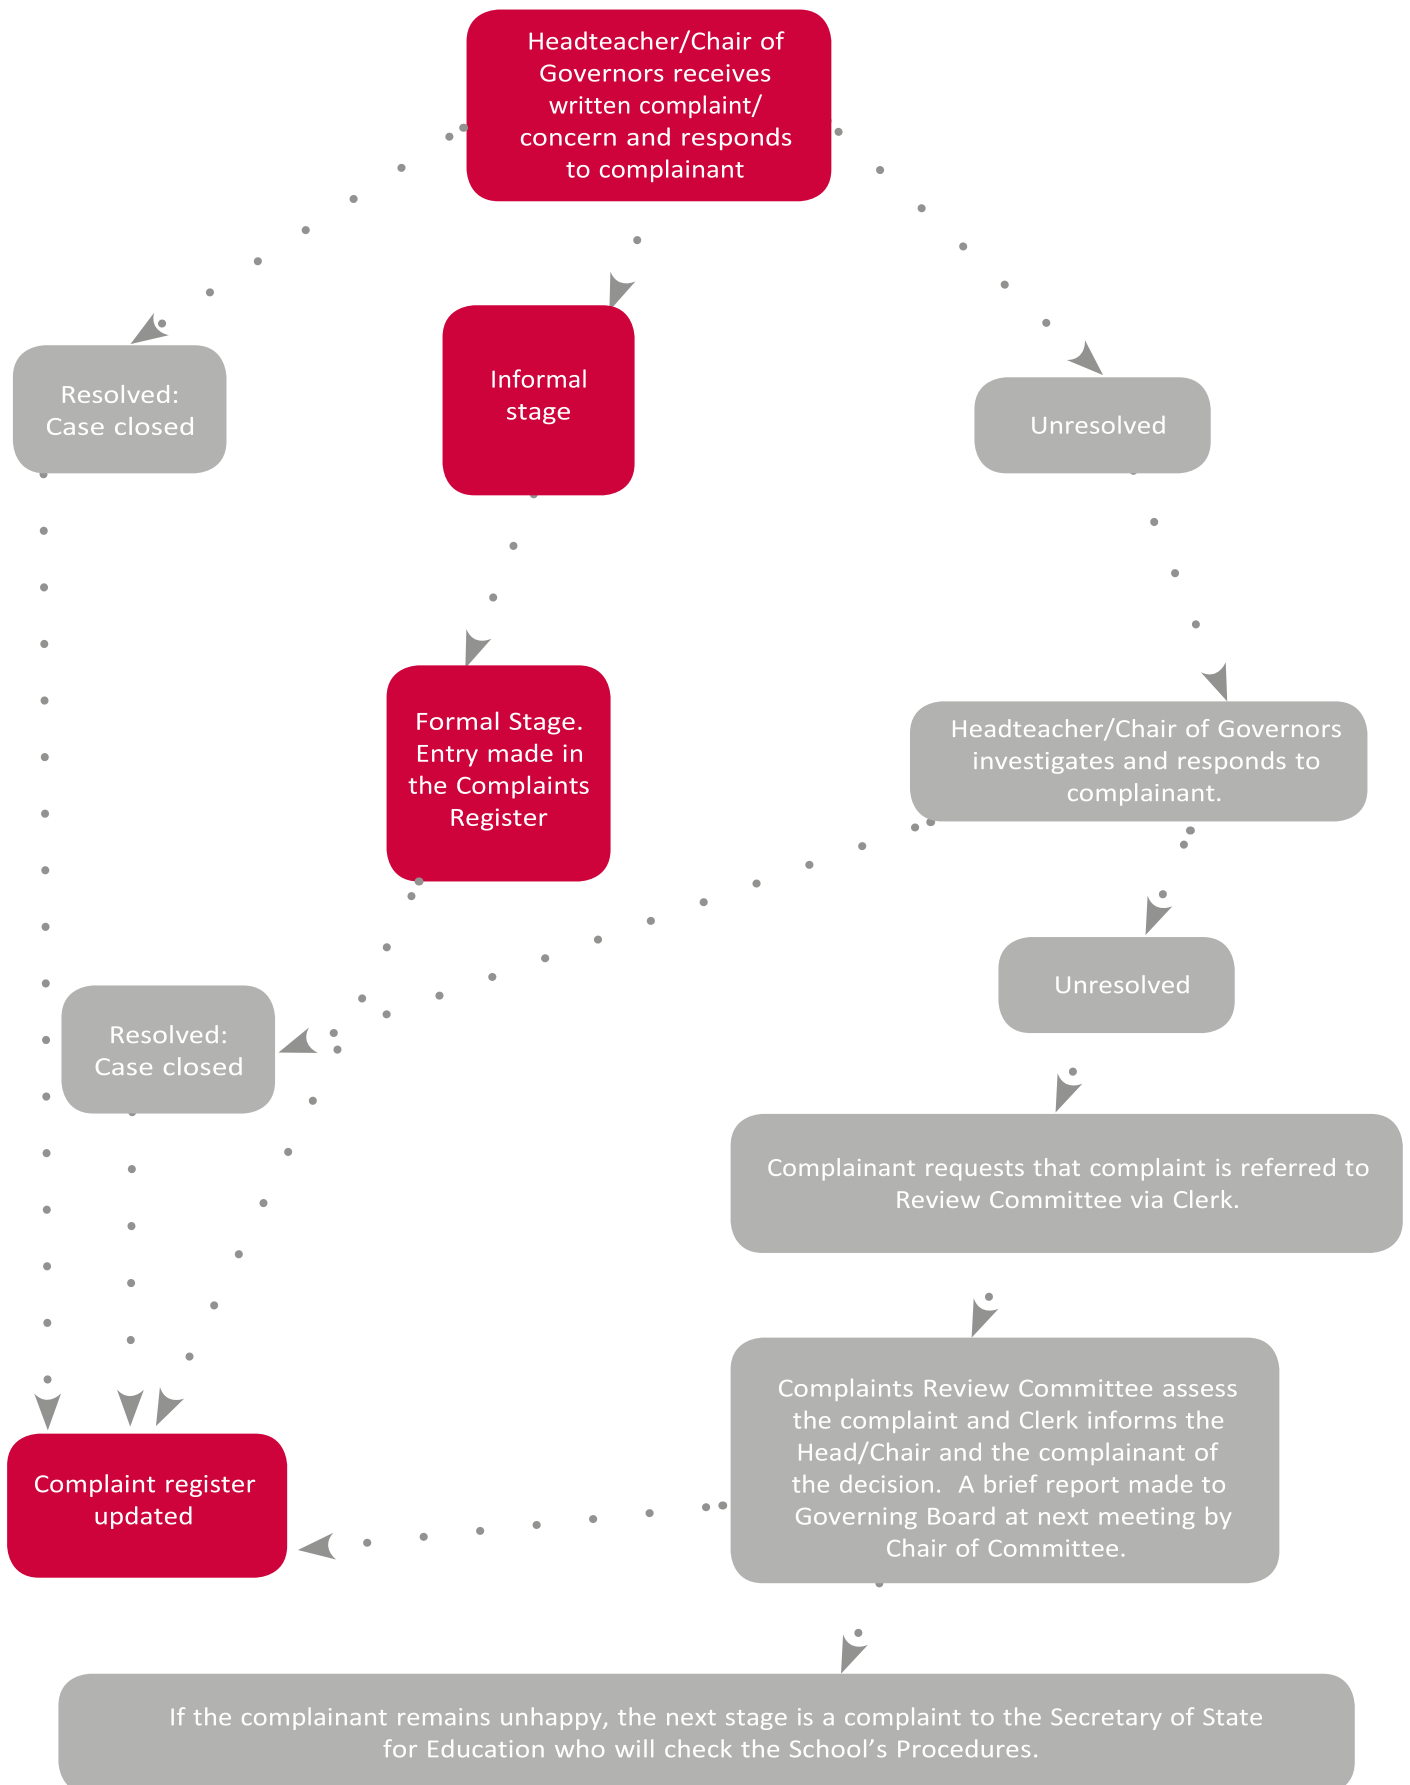 Headteacher/Chair of
Governors receives
written complaint/
concern and responds
to complainant
Resolved:
Case closed
Informal
stage
Unresolved
Formal Stage.
Entry made in
the Complaints
Register
Headteacher/Chair of Governors
investigates and responds to
complainant.
Resolved:
Case closed
Unresolved
Complainant requests that complaint is referred to
Review Committee via Clerk.
Complaints Review Committee assess
the complaint and Clerk informs the
Head/Chair and the complainant of
the decision.  A brief report made to
Governing Board at next meeting by
Chair of Committee.
Complaint register
updated
If the complainant remains unhappy, the next stage is a complaint to the Secretary of State
for Education who will check the School’s Procedures.